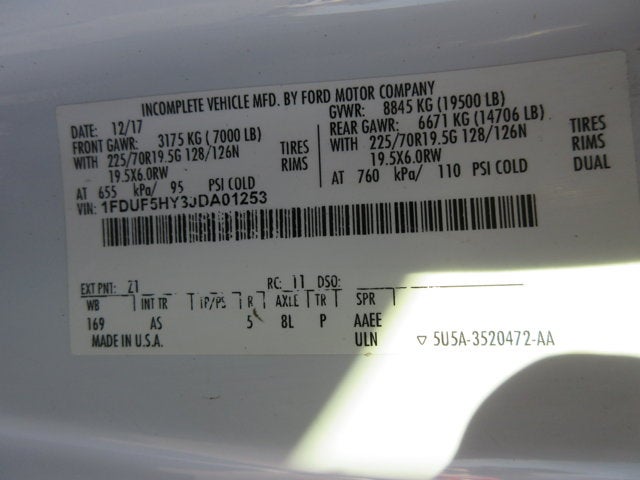 INCOMPLETE VEHICLE MFD. BY FORD MOTOR COMPANY
DATE: 12/17
FRONT GAWR: 3175 KG (7000 LB)
WITH 225/70R19.5G 128/126N TIRES
19.5X6.0RW RIMS
AT 655 kPa/ 95 PSI COLD
GVWR: 8845 KG (19500 LB)
REAR GAWR: 6671 KG (14706 LB)
WITH 225/70R19.5G 128/126N TIRES
19.5X6.0RW RIMS
AT 760 kPa/ 110 PSI COLD DUAL
VIN: 1FDUF5HY3JDA01253
EXT PNT: Z1 RC: 11 DSO:
WB INT TR TP/PS R AXLE TR SPR
169 AS 5 8L P AAEE
MADE IN U.S.A. ULN ▽ 5U5A-3520472-AA